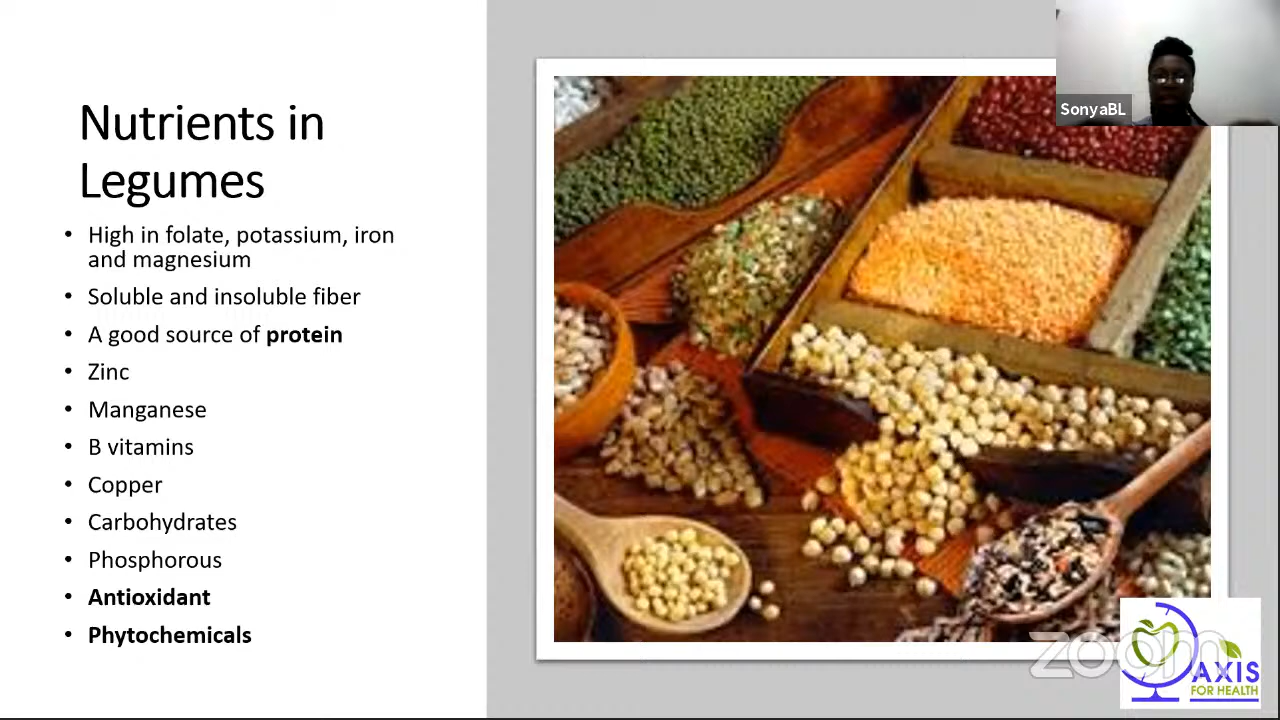 Nutrients in
Legumes
• High in folate, potassium, iron
and magnesium
• Soluble and insoluble fiber
• A good source of protein
• Zinc
• Manganese
• B vitamins
• Copper
• Carbohydrates
• Phosphorous
• Antioxidant
• Phytochemicals
SonyaBL
zoom
AXIS
FOR HEALTH